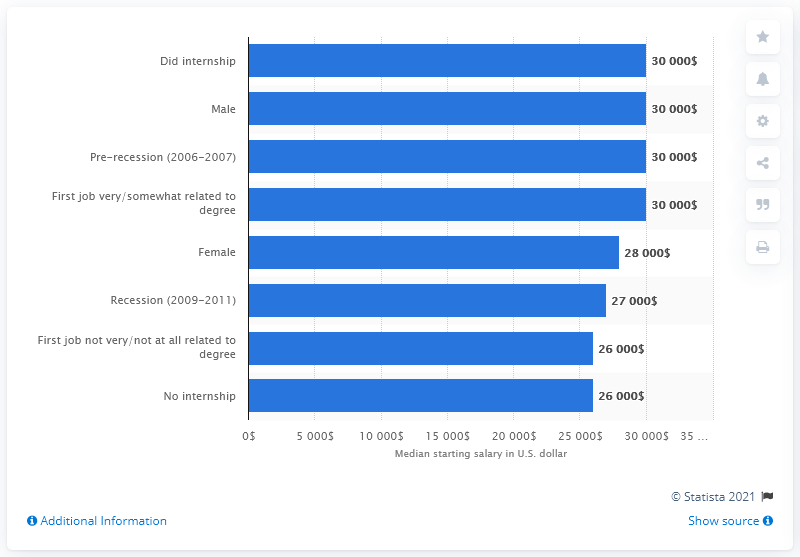 Did internship
30 000$
Male
30 000$
Pre-recession (2006-2007)
30 000$
First job very/somewhat related to
degree
30 000$
Female
28 000$
Recession (2009-2011)
27 000$
First job not very/not at all related to
degree
26 000$
No internship
26 000$
0$ 5 000$ 10 000$ 15 000$ 20 000$ 25 000$ 30 000$ 35 ...
Median starting salary in U.S. dollar
© Statista 2021
Additional Information
Show source